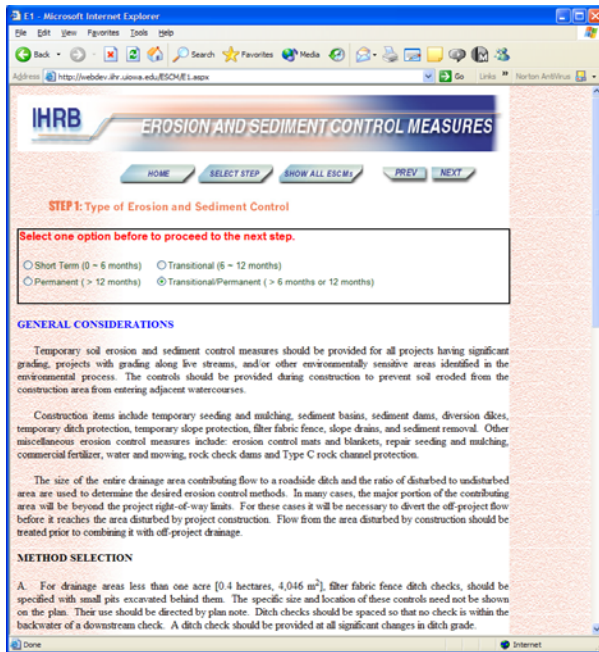 E1 - Microsoft Internet Explorer
File Edit View Favorites Tools Help
Back Search Favorites Media
Address http://webdev.ihr.uiowa.edu/ESCM/E1.aspx Go Links » Norton AntiVirus
IHRB EROSION AND SEDIMENT CONTROL MEASURES
HOME SELECT STEP SHOW ALL ESCMs PREV NEXT
STEP 1: Type of Erosion and Sediment Control
Select one option before to proceed to the next step.
Short Term (0 ~ 6 months) Transitional (6 ~ 12 months)
Permanent ( > 12 months) Transitional/Permanent ( > 6 months or 12 months)
GENERAL CONSIDERATIONS
Temporary soil erosion and sediment control measures should be provided for all projects having significant
grading, projects with grading along live streams, and/or other environmentally sensitive areas identified in the
environmental process. The controls should be provided during construction to prevent soil eroded from the
construction area from entering adjacent watercourses.
Construction items include temporary seeding and mulching, sediment basins, sediment dams, diversion dikes,
temporary ditch protection, temporary slope protection, filter fabric fence, slope drains, and sediment removal. Other
miscellaneous erosion control measures include: erosion control mats and blankets, repair seeding and mulching,
commercial fertilizer, water and mowing, rock check dams and Type C rock channel protection.
The size of the entire drainage area contributing flow to a roadside ditch and the ratio of disturbed to undisturbed
area are used to determine the desired erosion control methods. In many cases, the major portion of the contributing
area will be beyond the project right-of-way limits. For these cases it will be necessary to divert the off-project flow
before it reaches the area disturbed by project construction. Flow from the area disturbed by construction should be
treated prior to combining it with off-project drainage.
METHOD SELECTION
A. For drainage areas less than one acre [0.4 hectares, 4,046 m²], filter fabric fence ditch checks, should be
specified with small pits excavated behind them. The specific size and location of these controls need not be shown
on the plan. Their use should be directed by plan note. Ditch checks should be spaced so that no check is within the
backwater of a downstream check. A ditch check should be provided at all significant changes in ditch grade.
Done Internet